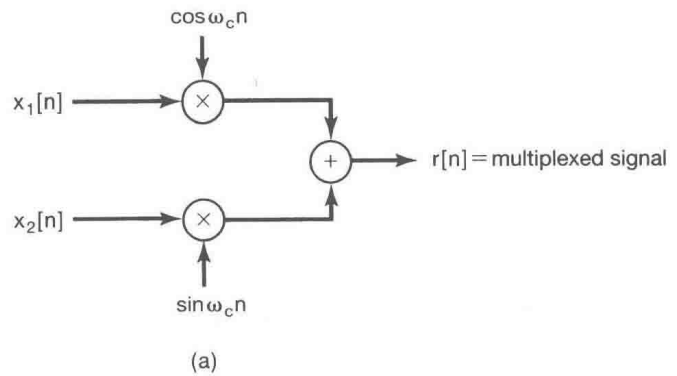 cos ω_c n
x_1[n]
×
+
r[n] = multiplexed signal
x_2[n]
×
sin ω_c n
(a)